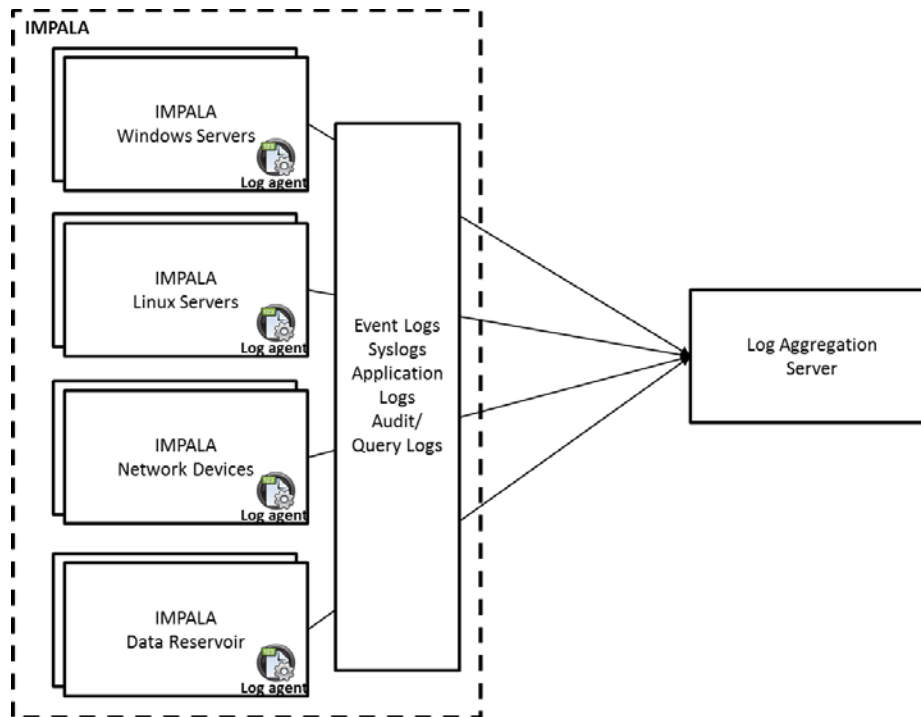 IMPALA
IMPALA
Windows Servers
Log agent
IMPALA
Linux Servers
Log agent
IMPALA
Network Devices
Log agent
IMPALA
Data Reservoir
Log agent
Event Logs
Syslogs
Application
Logs
Audit/
Query Logs
Log Aggregation
Server